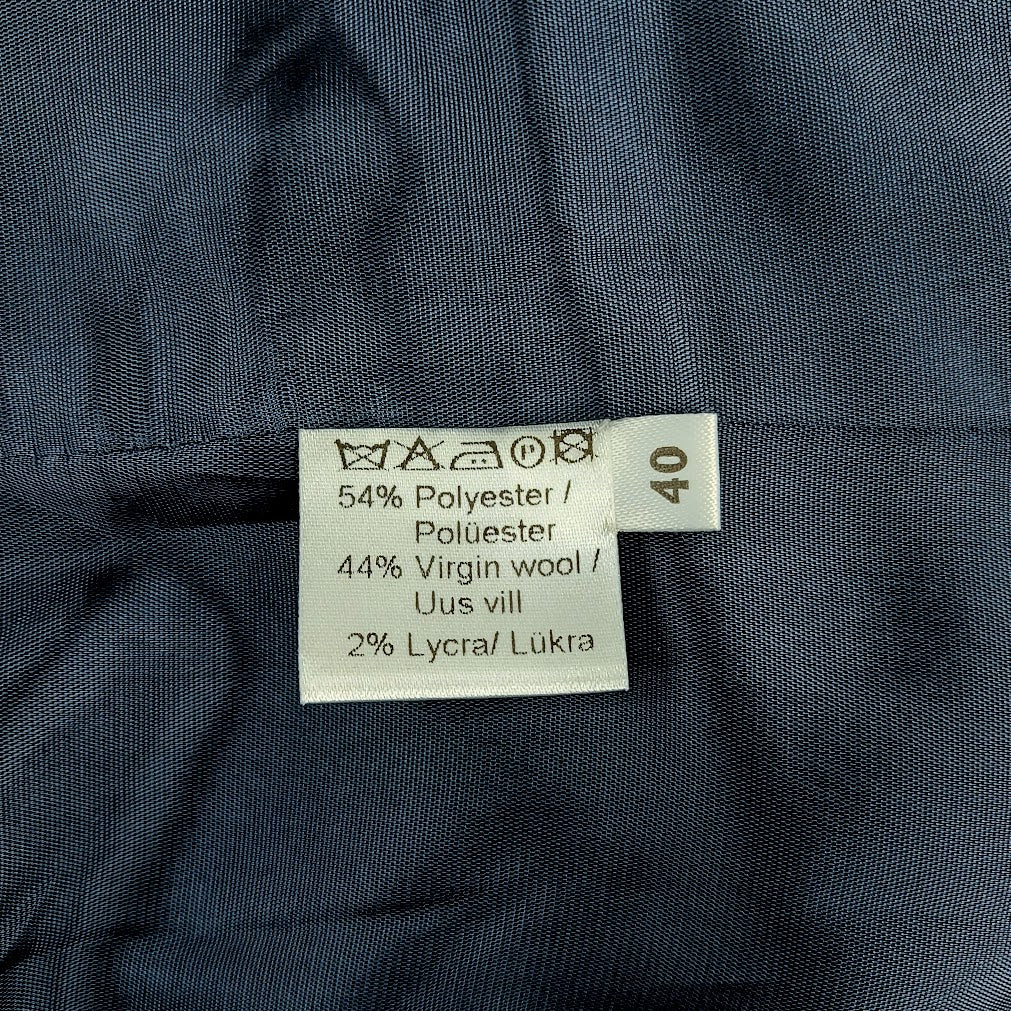 54% Polyester /
Polüester
44% Virgin wool /
Uus vill
2% Lycra/ Lükra
40